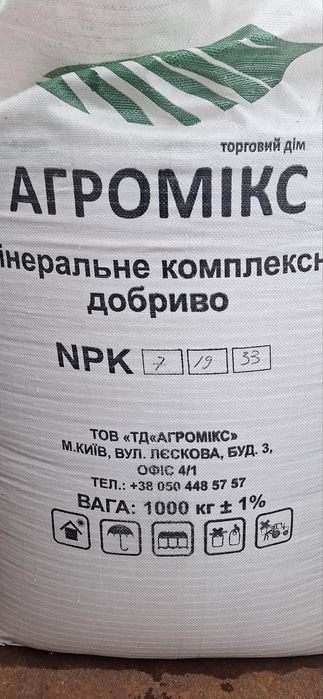 торговий дім
АГРОМІКС
інеральне комплексн
добриво
NPK 7 19 33
ТОВ «ТД«АГРОМІКС»
М.КИЇВ, ВУЛ. ЛЄСКОВА, БУД. 3,
ОФІС 4/1
ТЕЛ.: +38 050 448 57 57
ВАГА: 1000 кг ± 1%